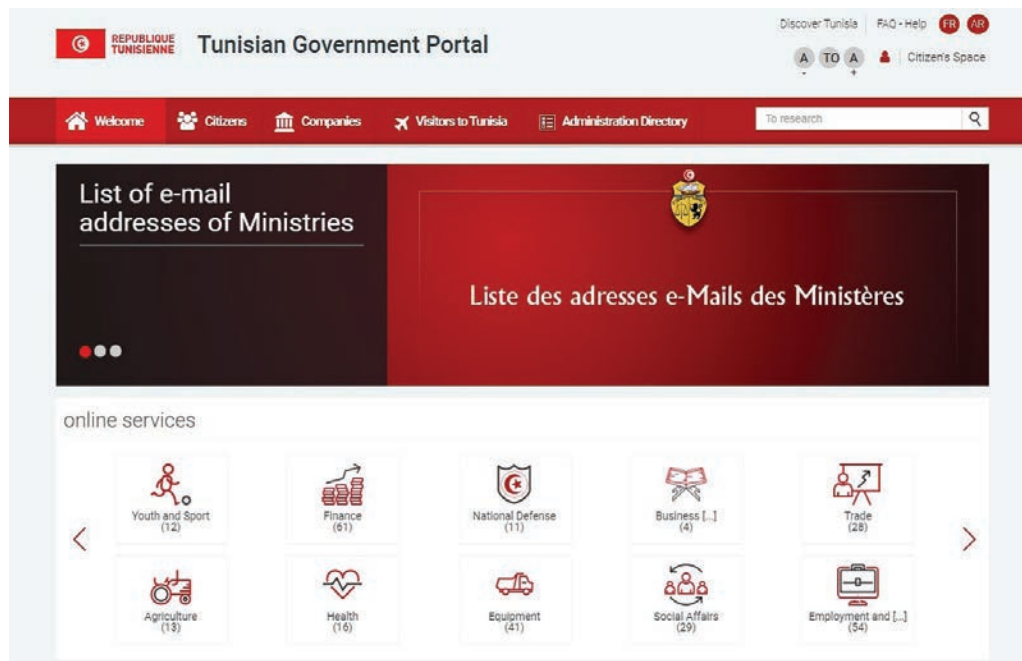 REPUBLIQUE
TUNISIENNE
Tunisian Government Portal
Discover Tunisia
FAQ - Help
FR
AR
A
-
TO
A
+
Citizen's Space
Welcome
Citizens
Companies
Visitors to Tunisia
Administration Directory
To research
List of e-mail
addresses of Ministries
Liste des adresses e-Mails des Ministères
online services
Youth and Sport
(12)
Finance
(61)
National Defense
(11)
Business [...]
(4)
Trade
(28)
Agriculture
(13)
Health
(16)
Equipment
(41)
Social Affairs
(29)
Employment and [...]
(54)